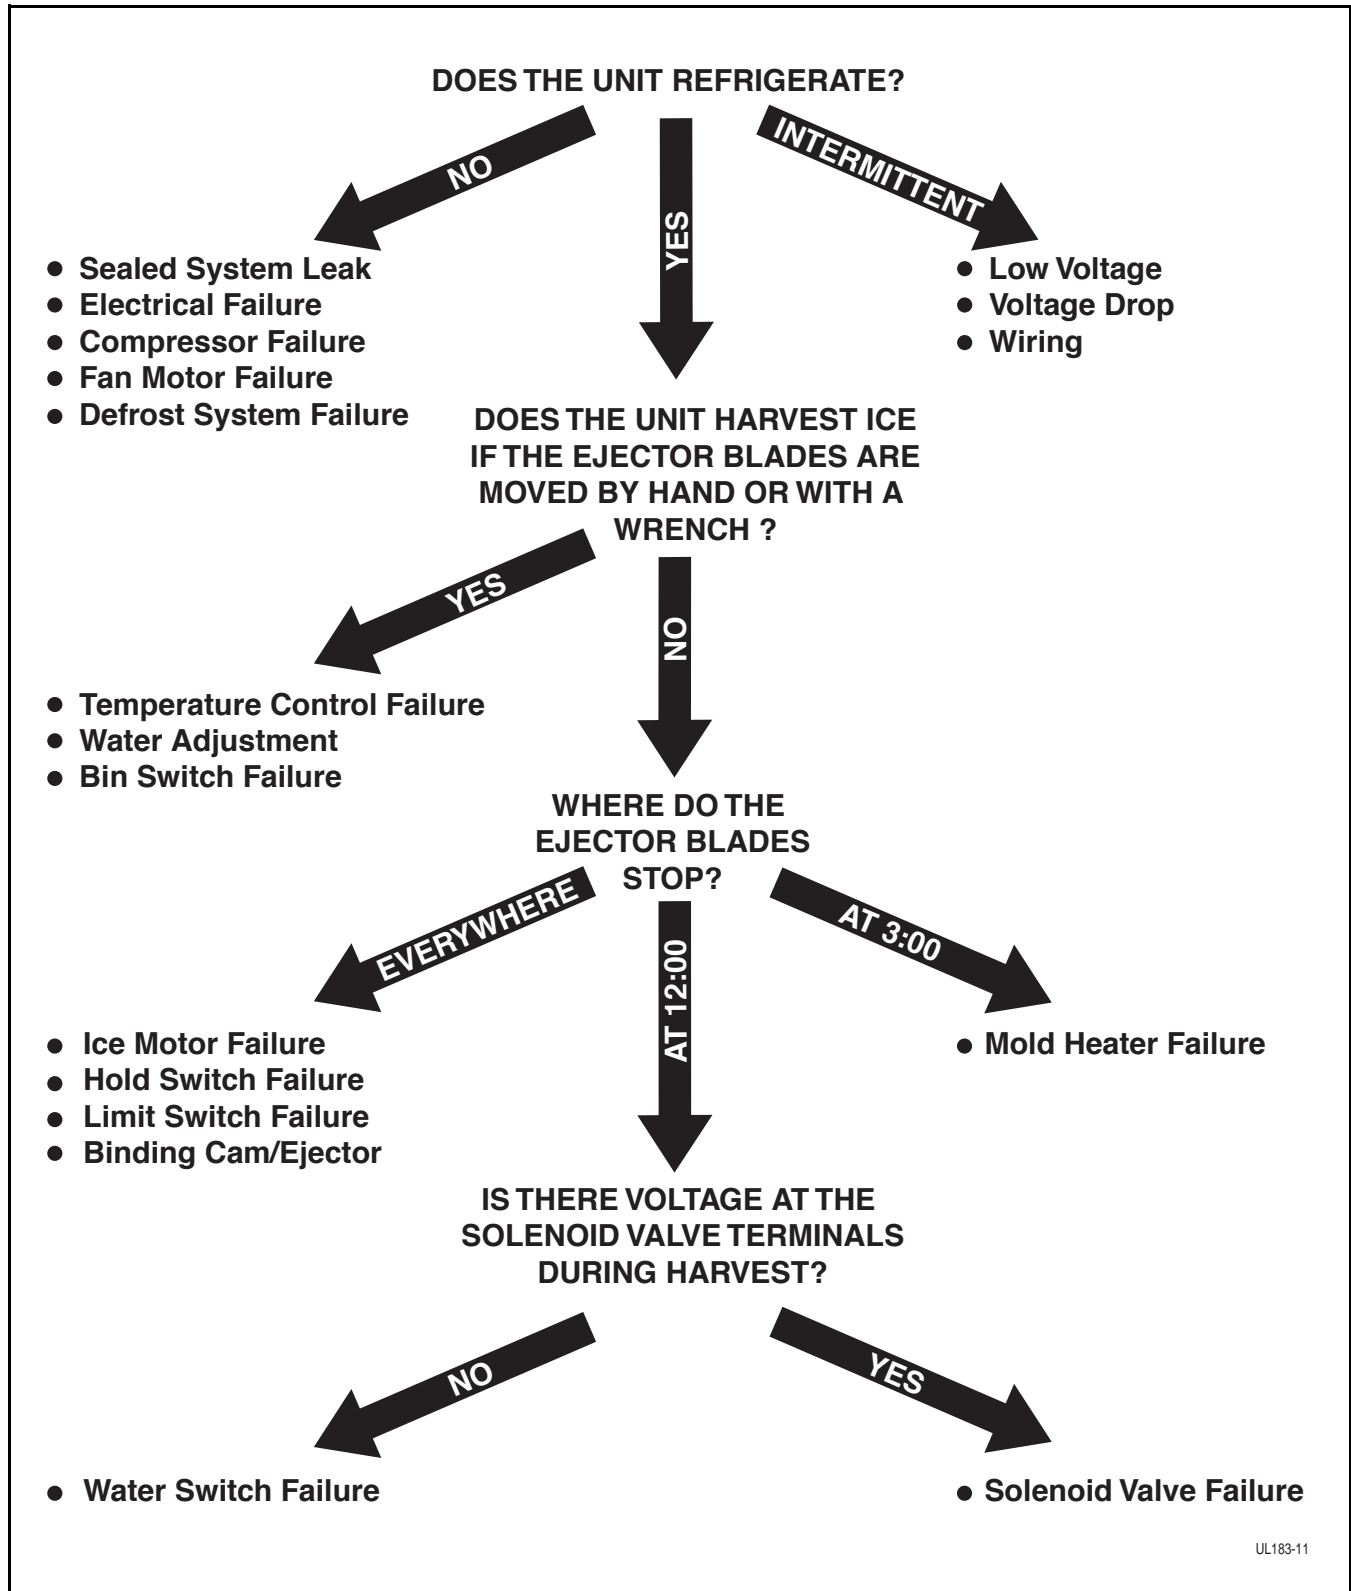 DOES THE UNIT REFRIGERATE?
NO
YES
INTERMITTENT
● Sealed System Leak
● Electrical Failure
● Compressor Failure
● Fan Motor Failure
● Defrost System Failure
● Low Voltage
● Voltage Drop
● Wiring
DOES THE UNIT HARVEST ICE
IF THE EJECTOR BLADES ARE
MOVED BY HAND OR WITH A
WRENCH ?
YES
NO
● Temperature Control Failure
● Water Adjustment
● Bin Switch Failure
WHERE DO THE
EJECTOR BLADES
STOP?
EVERYWHERE
AT 12:00
AT 3:00
● Ice Motor Failure
● Hold Switch Failure
● Limit Switch Failure
● Binding Cam/Ejector
● Mold Heater Failure
IS THERE VOLTAGE AT THE
SOLENOID VALVE TERMINALS
DURING HARVEST?
NO
YES
● Water Switch Failure
● Solenoid Valve Failure
UL183-11